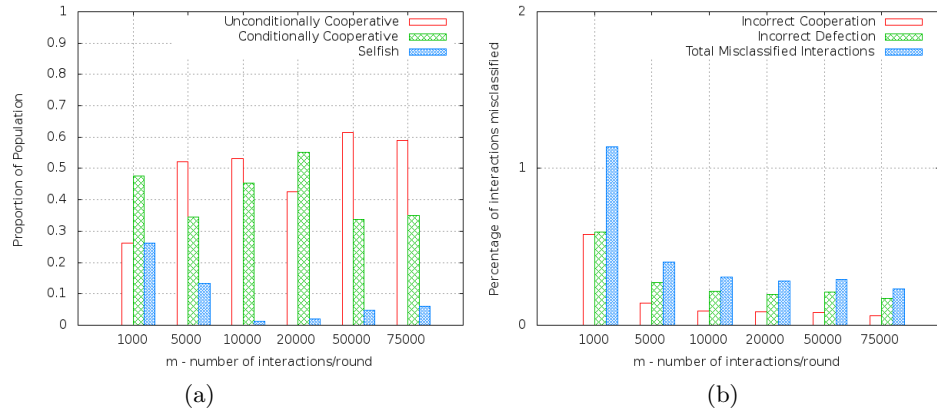 Unconditionally Cooperative
Conditionally Cooperative
Selfish
Proportion of Population
1
0.9
0.8
0.7
0.6
0.5
0.4
0.3
0.2
0.1
0
1000 5000 10000 20000 50000 75000
m - number of interactions/round
(a)
Incorrect Cooperation
Incorrect Defection
Total Misclassified Interactions
Percentage of interactions misclassified
2
1
0
1000 5000 10000 20000 50000 75000
m - number of interactions/round
(b)